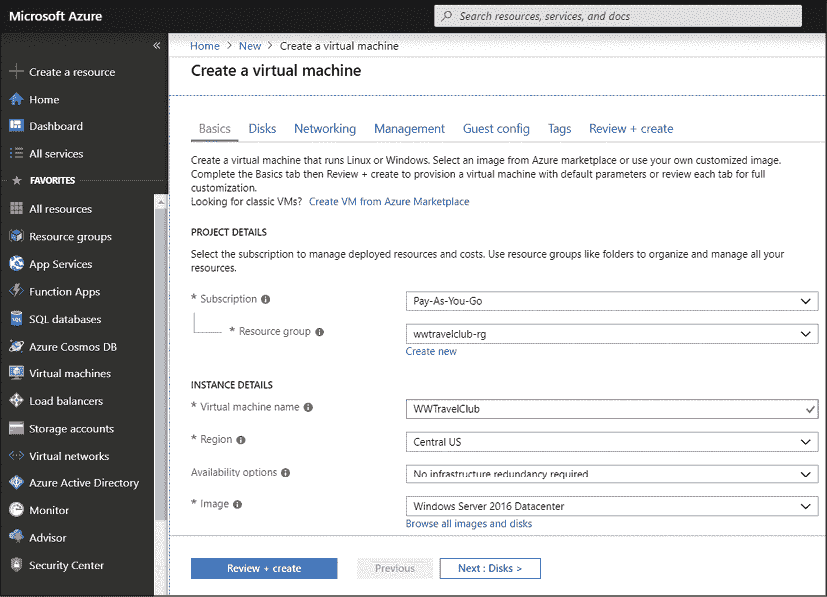 Microsoft Azure
Search resources, services, and docs
«
Create a resource
Home
Dashboard
All services
FAVORITES
All resources
Resource groups
App Services
Function Apps
SQL databases
Azure Cosmos DB
Virtual machines
Load balancers
Storage accounts
Virtual networks
Azure Active Directory
Monitor
Advisor
Security Center
Home > New > Create a virtual machine
Create a virtual machine
Basics Disks Networking Management Guest config Tags Review + create
Create a virtual machine that runs Linux or Windows. Select an image from Azure marketplace or use your own customized image.
Complete the Basics tab then Review + create to provision a virtual machine with default parameters or review each tab for full
customization.
Looking for classic VMs? Create VM from Azure Marketplace
PROJECT DETAILS
Select the subscription to manage deployed resources and costs. Use resource groups like folders to organize and manage all your
resources.
* Subscription Pay-As-You-Go
* Resource group wwtravelclub-rg
Create new
INSTANCE DETAILS
* Virtual machine name WWTravelClub
* Region Central US
Availability options No infrastructure redundancy required
* Image Windows Server 2016 Datacenter
Browse all images and disks
Review + create Previous Next : Disks >